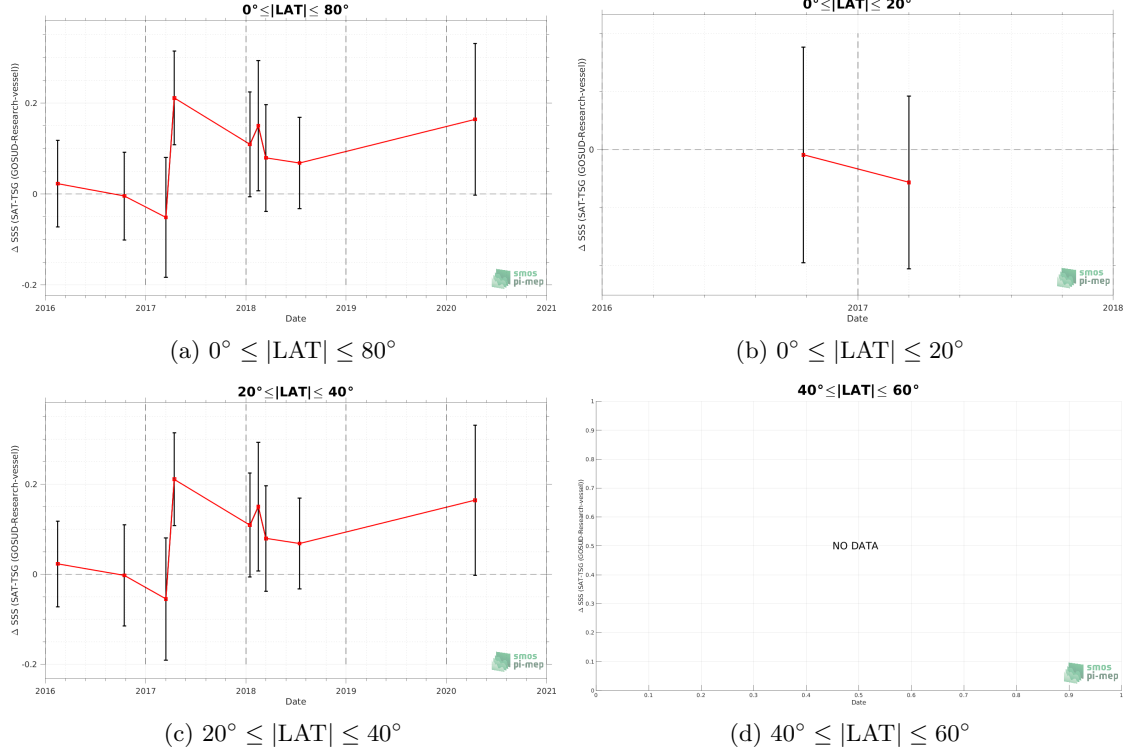 0°≤|LAT|≤ 80°
Δ SSS (SAT-TSG (GOSUD-Research-vessel))
0.2
0
-0.2
2016 2017 2018 2019 2020 2021
Date
smos
pi-mep
(a) 0° ≤ |LAT| ≤ 80°
0°≤|LAT|≤ 20°
Δ SSS (SAT-TSG (GOSUD-Research-vessel))
0
2016 2017 2018
Date
smos
pi-mep
(b) 0° ≤ |LAT| ≤ 20°
20°≤|LAT|≤ 40°
Δ SSS (SAT-TSG (GOSUD-Research-vessel))
0.2
0
-0.2
2016 2017 2018 2019 2020 2021
Date
smos
pi-mep
(c) 20° ≤ |LAT| ≤ 40°
40°≤|LAT|≤ 60°
Δ SSS (SAT-TSG (GOSUD-Research-vessel))
1
0.9
0.8
0.7
0.6
0.5
0.4
0.3
0.2
0.1
0
NO DATA
0 0.1 0.2 0.3 0.4 0.5 0.6 0.7 0.8 0.9 1
Date
smos
pi-mep
(d) 40° ≤ |LAT| ≤ 60°